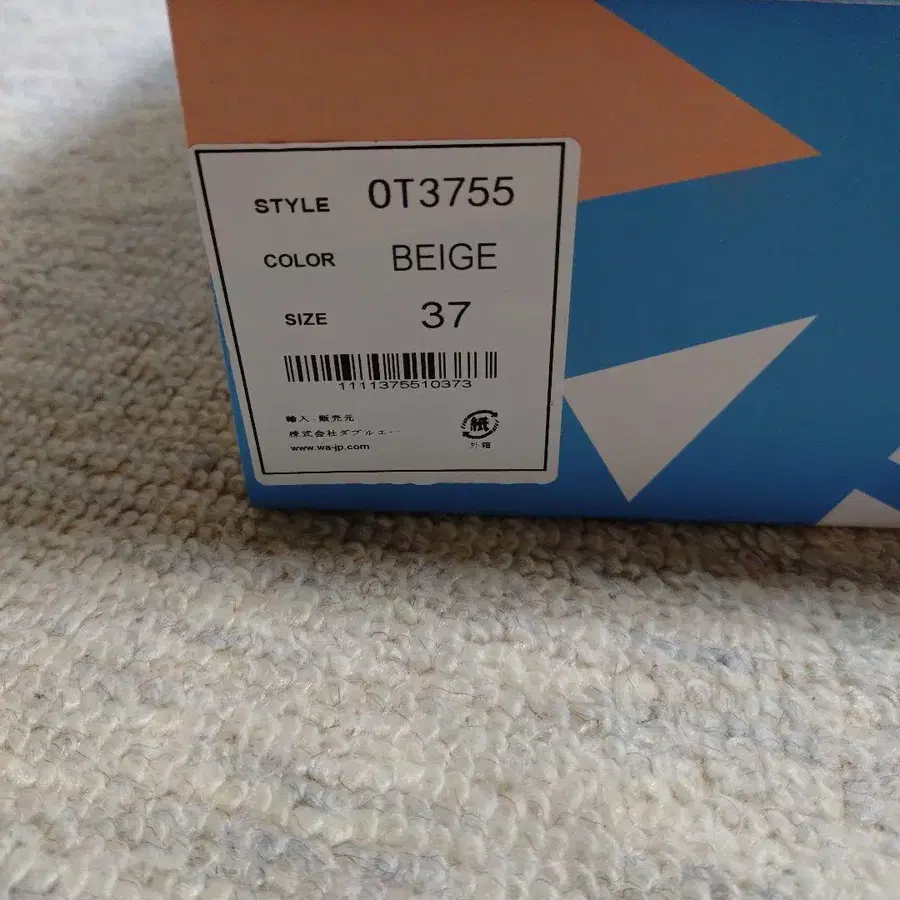 STYLE 0T3755
COLOR BEIGE
SIZE 37
1111375510373
輸入・販売元
株式会社ダブルエー
www.wa-jp.com
紙
外箱